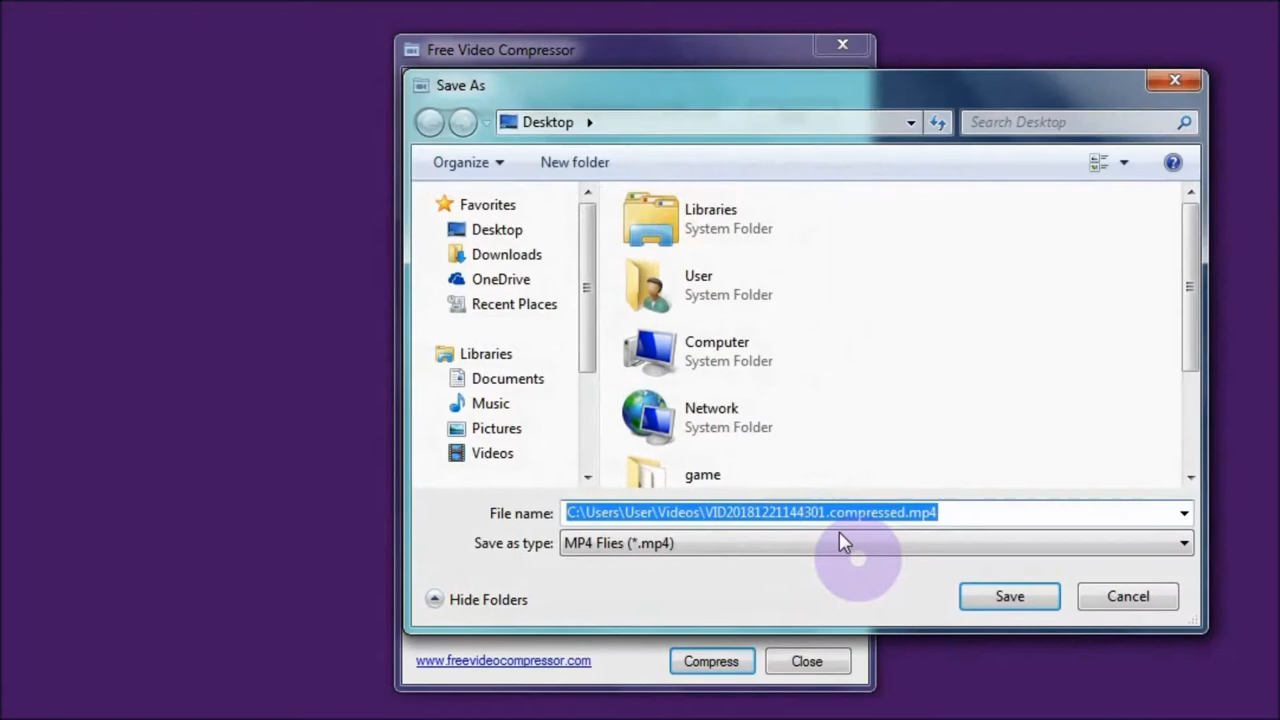 Free Video Compressor
Save As
Desktop
Search Desktop
Organize
New folder
Favorites
Desktop
Downloads
OneDrive
Recent Places
Libraries
Documents
Music
Pictures
Videos
Libraries
System Folder
User
System Folder
Computer
System Folder
Network
System Folder
game
File name: C:\Users\User\Videos\VID20181221144301.compressed.mp4
Save as type: MP4 Flies (*.mp4)
Hide Folders
Save
Cancel
www.freevideocompressor.com
Compress
Close